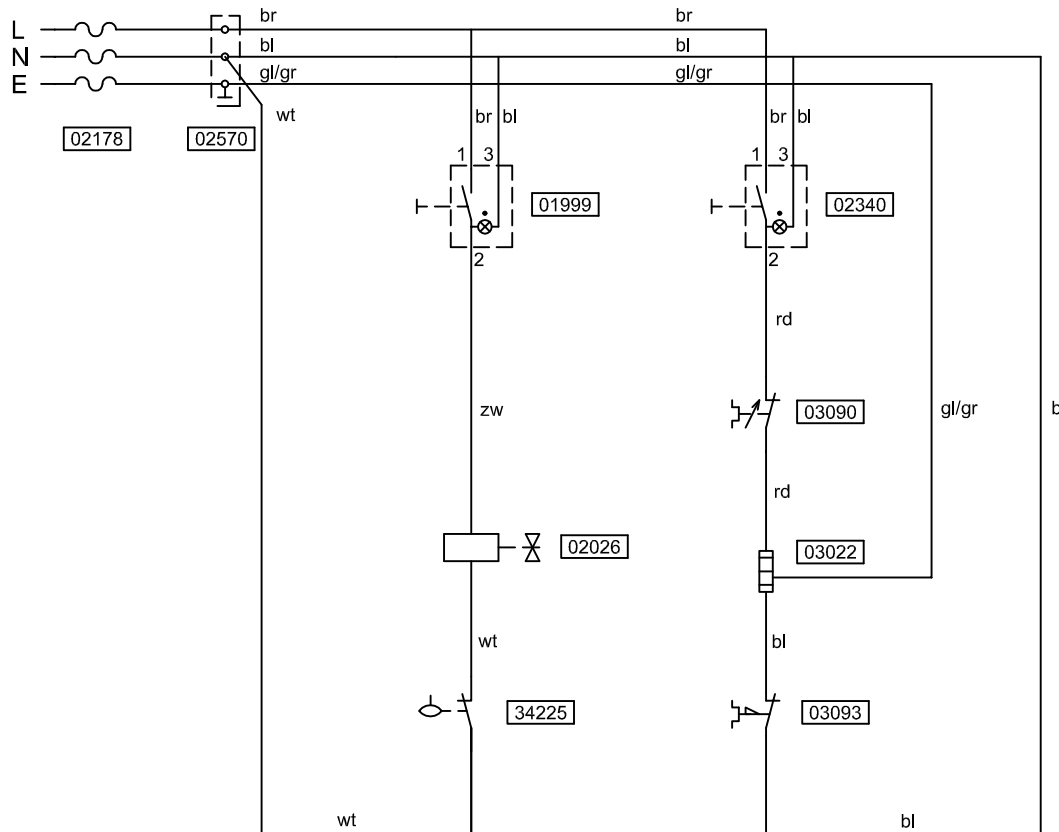 L br br
N bl bl
E gl/gr gl/gr
wt
br bl br bl
02178 02570
1 3 1 3
01999 02340
2 2
rd
zw 03090 gl/gr
rd
02026 03022
wt bl
34225 03093
wt bl